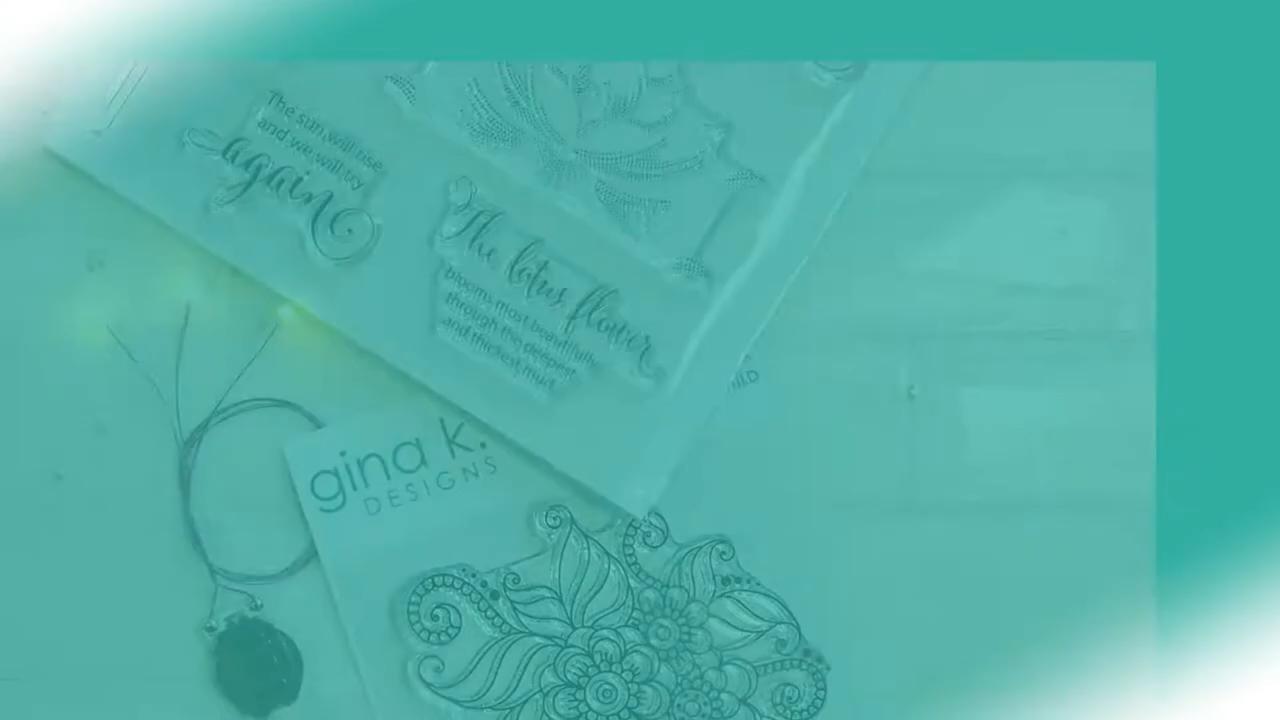 The sun will rise
and we will try
again
The lotus flower
blooms most beautifully
through the deepest
and thickest mud.
gina k.
DESIGNS